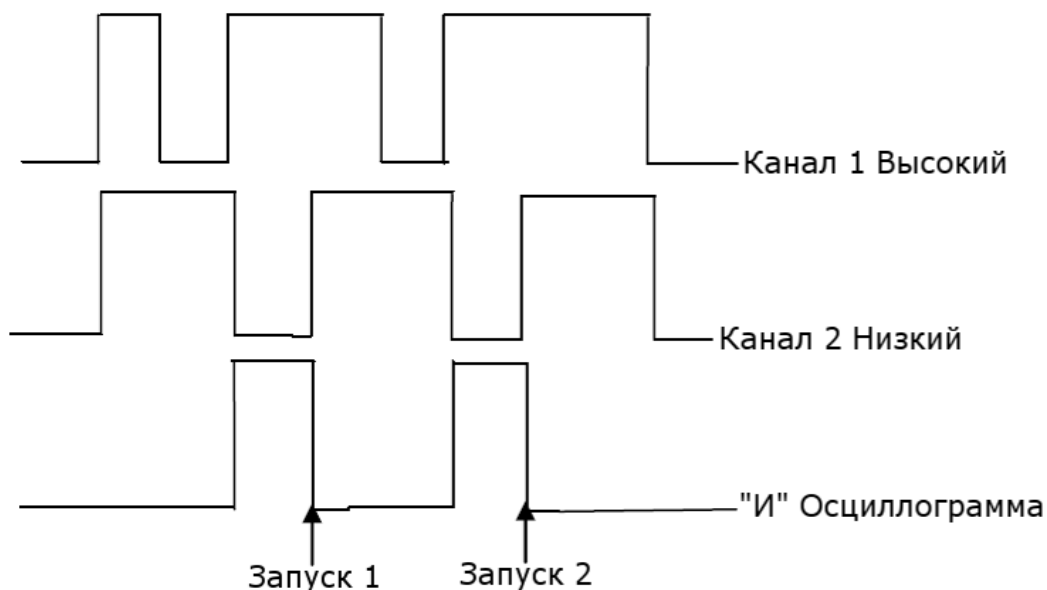 Канал 1 Высокий
Канал 2 Низкий
"И" Осциллограмма
Запуск 1
Запуск 2